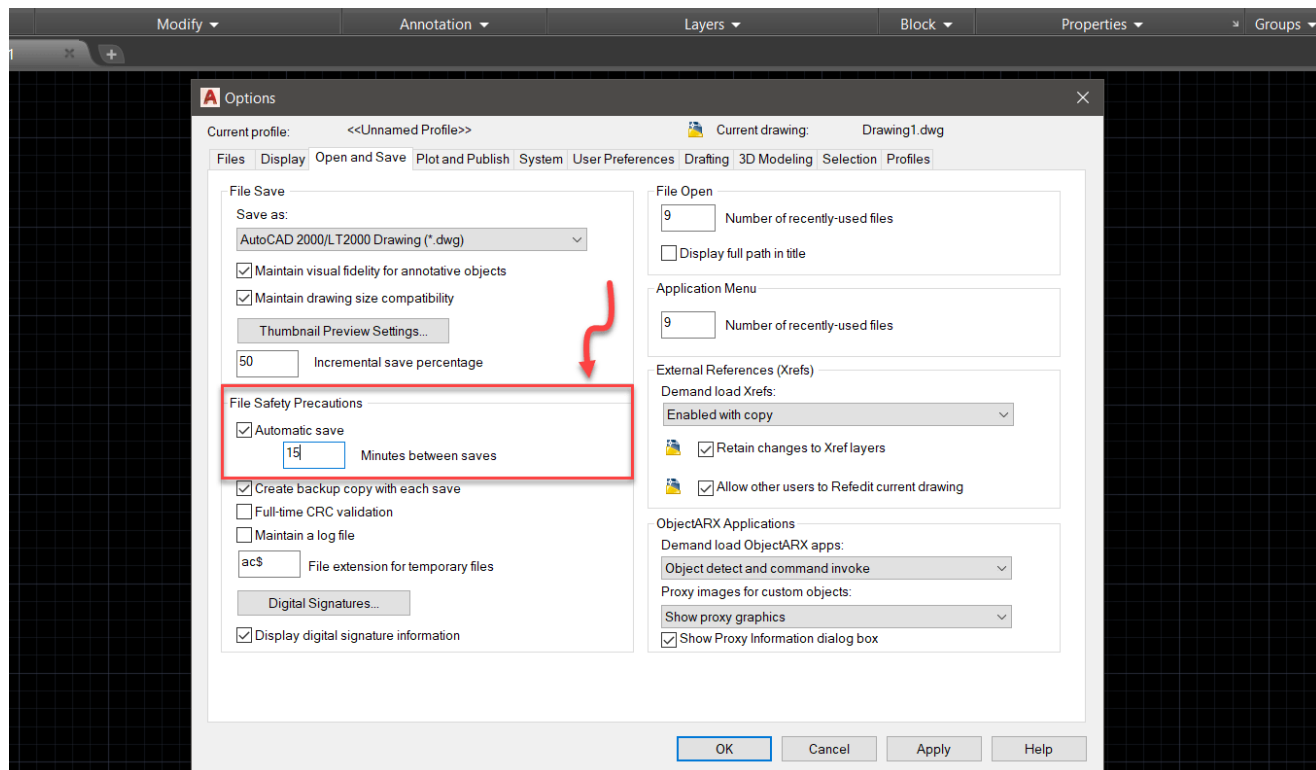 Modify
Annotation
Layers
Block
Properties
Groups
1
Options
Current profile: <<Unnamed Profile>> Current drawing: Drawing1.dwg
Files Display Open and Save Plot and Publish System User Preferences Drafting 3D Modeling Selection Profiles
File Save
Save as:
AutoCAD 2000/LT2000 Drawing (*.dwg)
Maintain visual fidelity for annotative objects
Maintain drawing size compatibility
Thumbnail Preview Settings...
50 Incremental save percentage
File Safety Precautions
Automatic save
15 Minutes between saves
Create backup copy with each save
Full-time CRC validation
Maintain a log file
ac$ File extension for temporary files
Digital Signatures...
Display digital signature information
File Open
9 Number of recently-used files
Display full path in title
Application Menu
9 Number of recently-used files
External References (Xrefs)
Demand load Xrefs:
Enabled with copy
Retain changes to Xref layers
Allow other users to Refedit current drawing
ObjectARX Applications
Demand load ObjectARX apps:
Object detect and command invoke
Proxy images for custom objects:
Show proxy graphics
Show Proxy Information dialog box
OK Cancel Apply Help